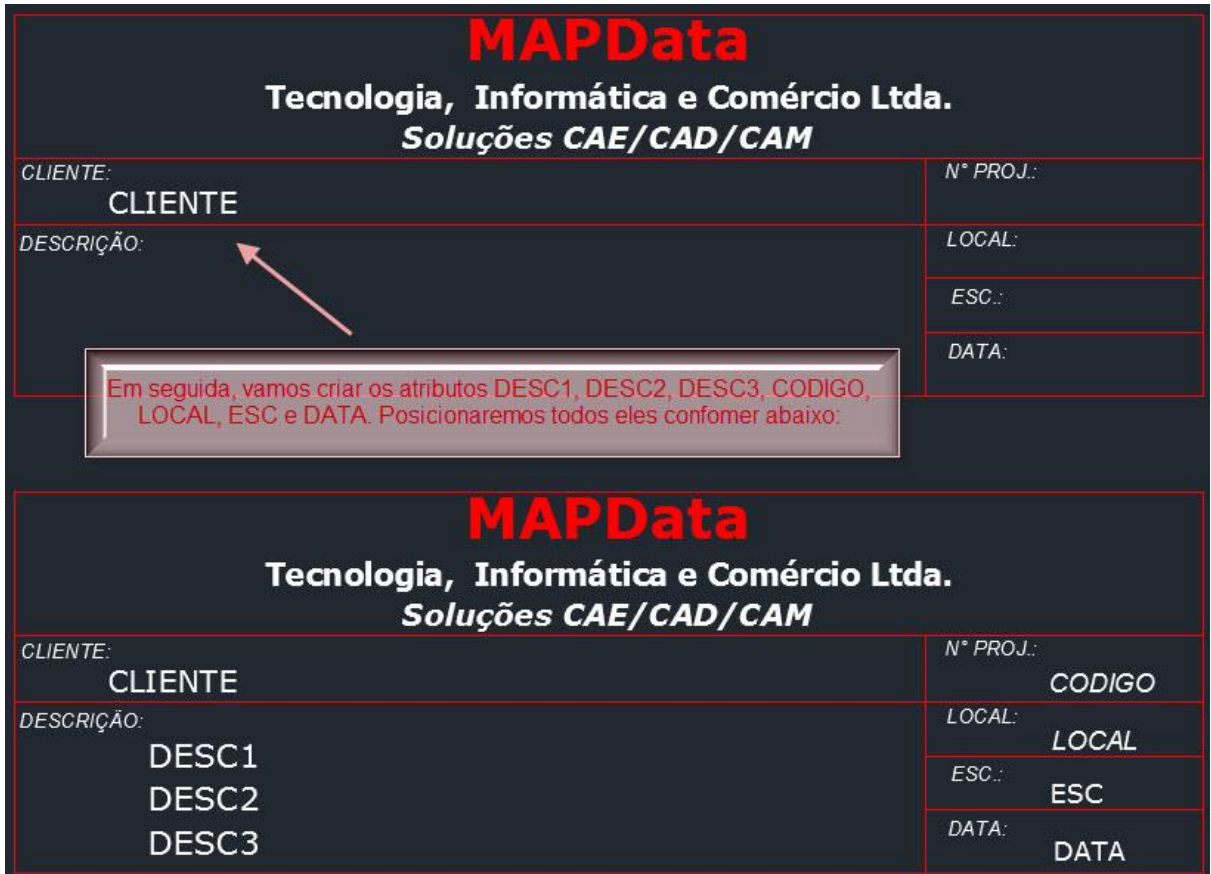 MAPData
Tecnologia, Informática e Comércio Ltda.
Soluções CAE/CAD/CAM
CLIENTE:
CLIENTE
N° PROJ.:
DESCRIÇÃO:
LOCAL:
ESC.:
DATA:
Em seguida, vamos criar os atributos DESC1, DESC2, DESC3, CODIGO,
LOCAL, ESC e DATA. Posicionaremos todos eles confomer abaixo:
MAPData
Tecnologia, Informática e Comércio Ltda.
Soluções CAE/CAD/CAM
CLIENTE:
CLIENTE
N° PROJ.:
CODIGO
DESCRIÇÃO:
DESC1
DESC2
DESC3
LOCAL:
LOCAL
ESC.:
ESC
DATA:
DATA